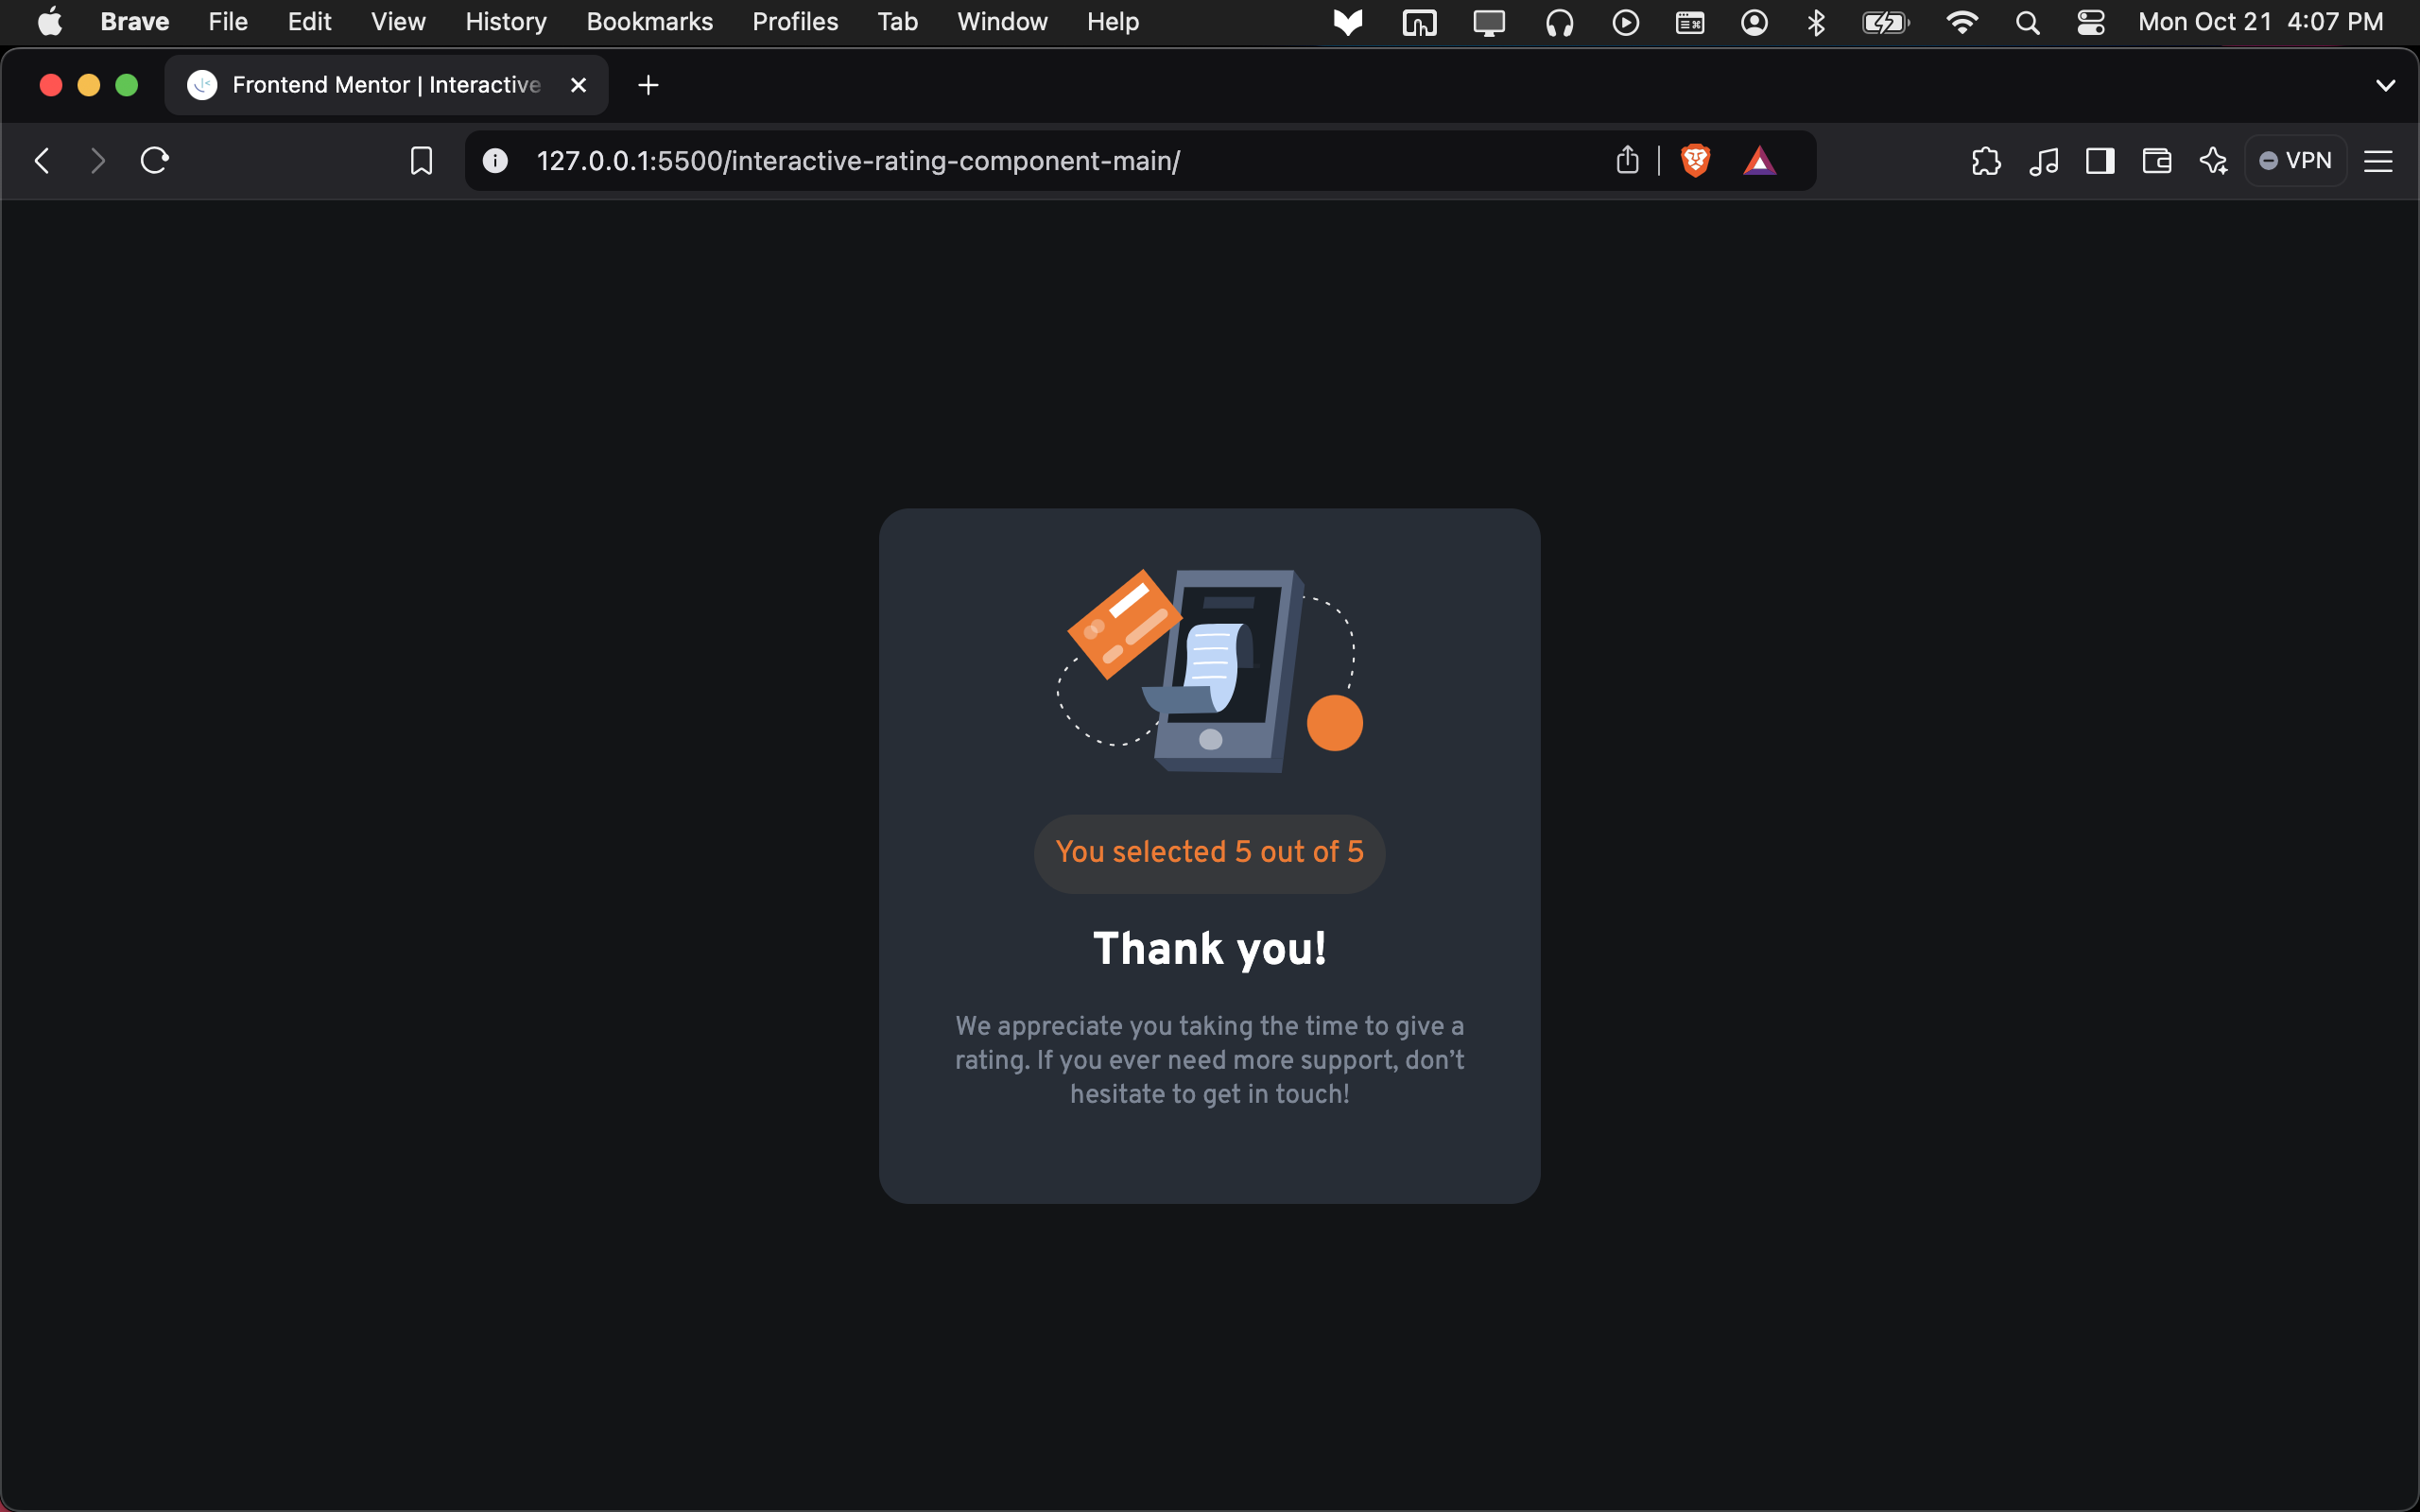 Brave File Edit View History Bookmarks Profiles Tab Window Help Mon Oct 21 4:07 PM
Frontend Mentor | Interactive
127.0.0.1:5500/interactive-rating-component-main/ VPN
You selected 5 out of 5
Thank you!
We appreciate you taking the time to give a
rating. If you ever need more support, don’t
hesitate to get in touch!